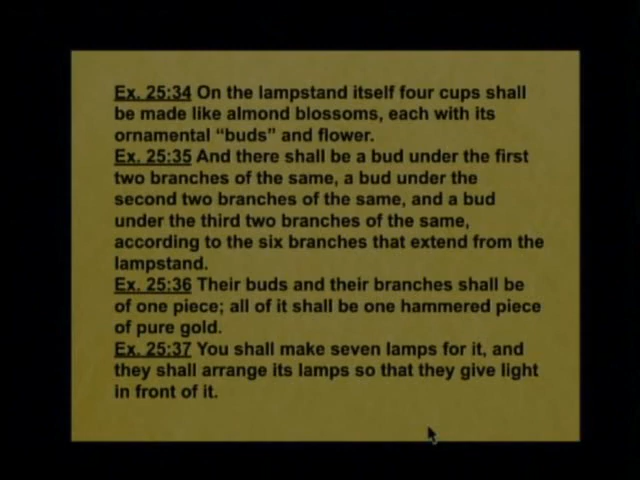 Ex. 25:34 On the lampstand itself four cups shall
be made like almond blossoms, each with its
ornamental “buds” and flower.
Ex. 25:35 And there shall be a bud under the first
two branches of the same, a bud under the
second two branches of the same, and a bud
under the third two branches of the same,
according to the six branches that extend from the
lampstand.
Ex. 25:36 Their buds and their branches shall be
of one piece; all of it shall be one hammered piece
of pure gold.
Ex. 25:37 You shall make seven lamps for it, and
they shall arrange its lamps so that they give light
in front of it.